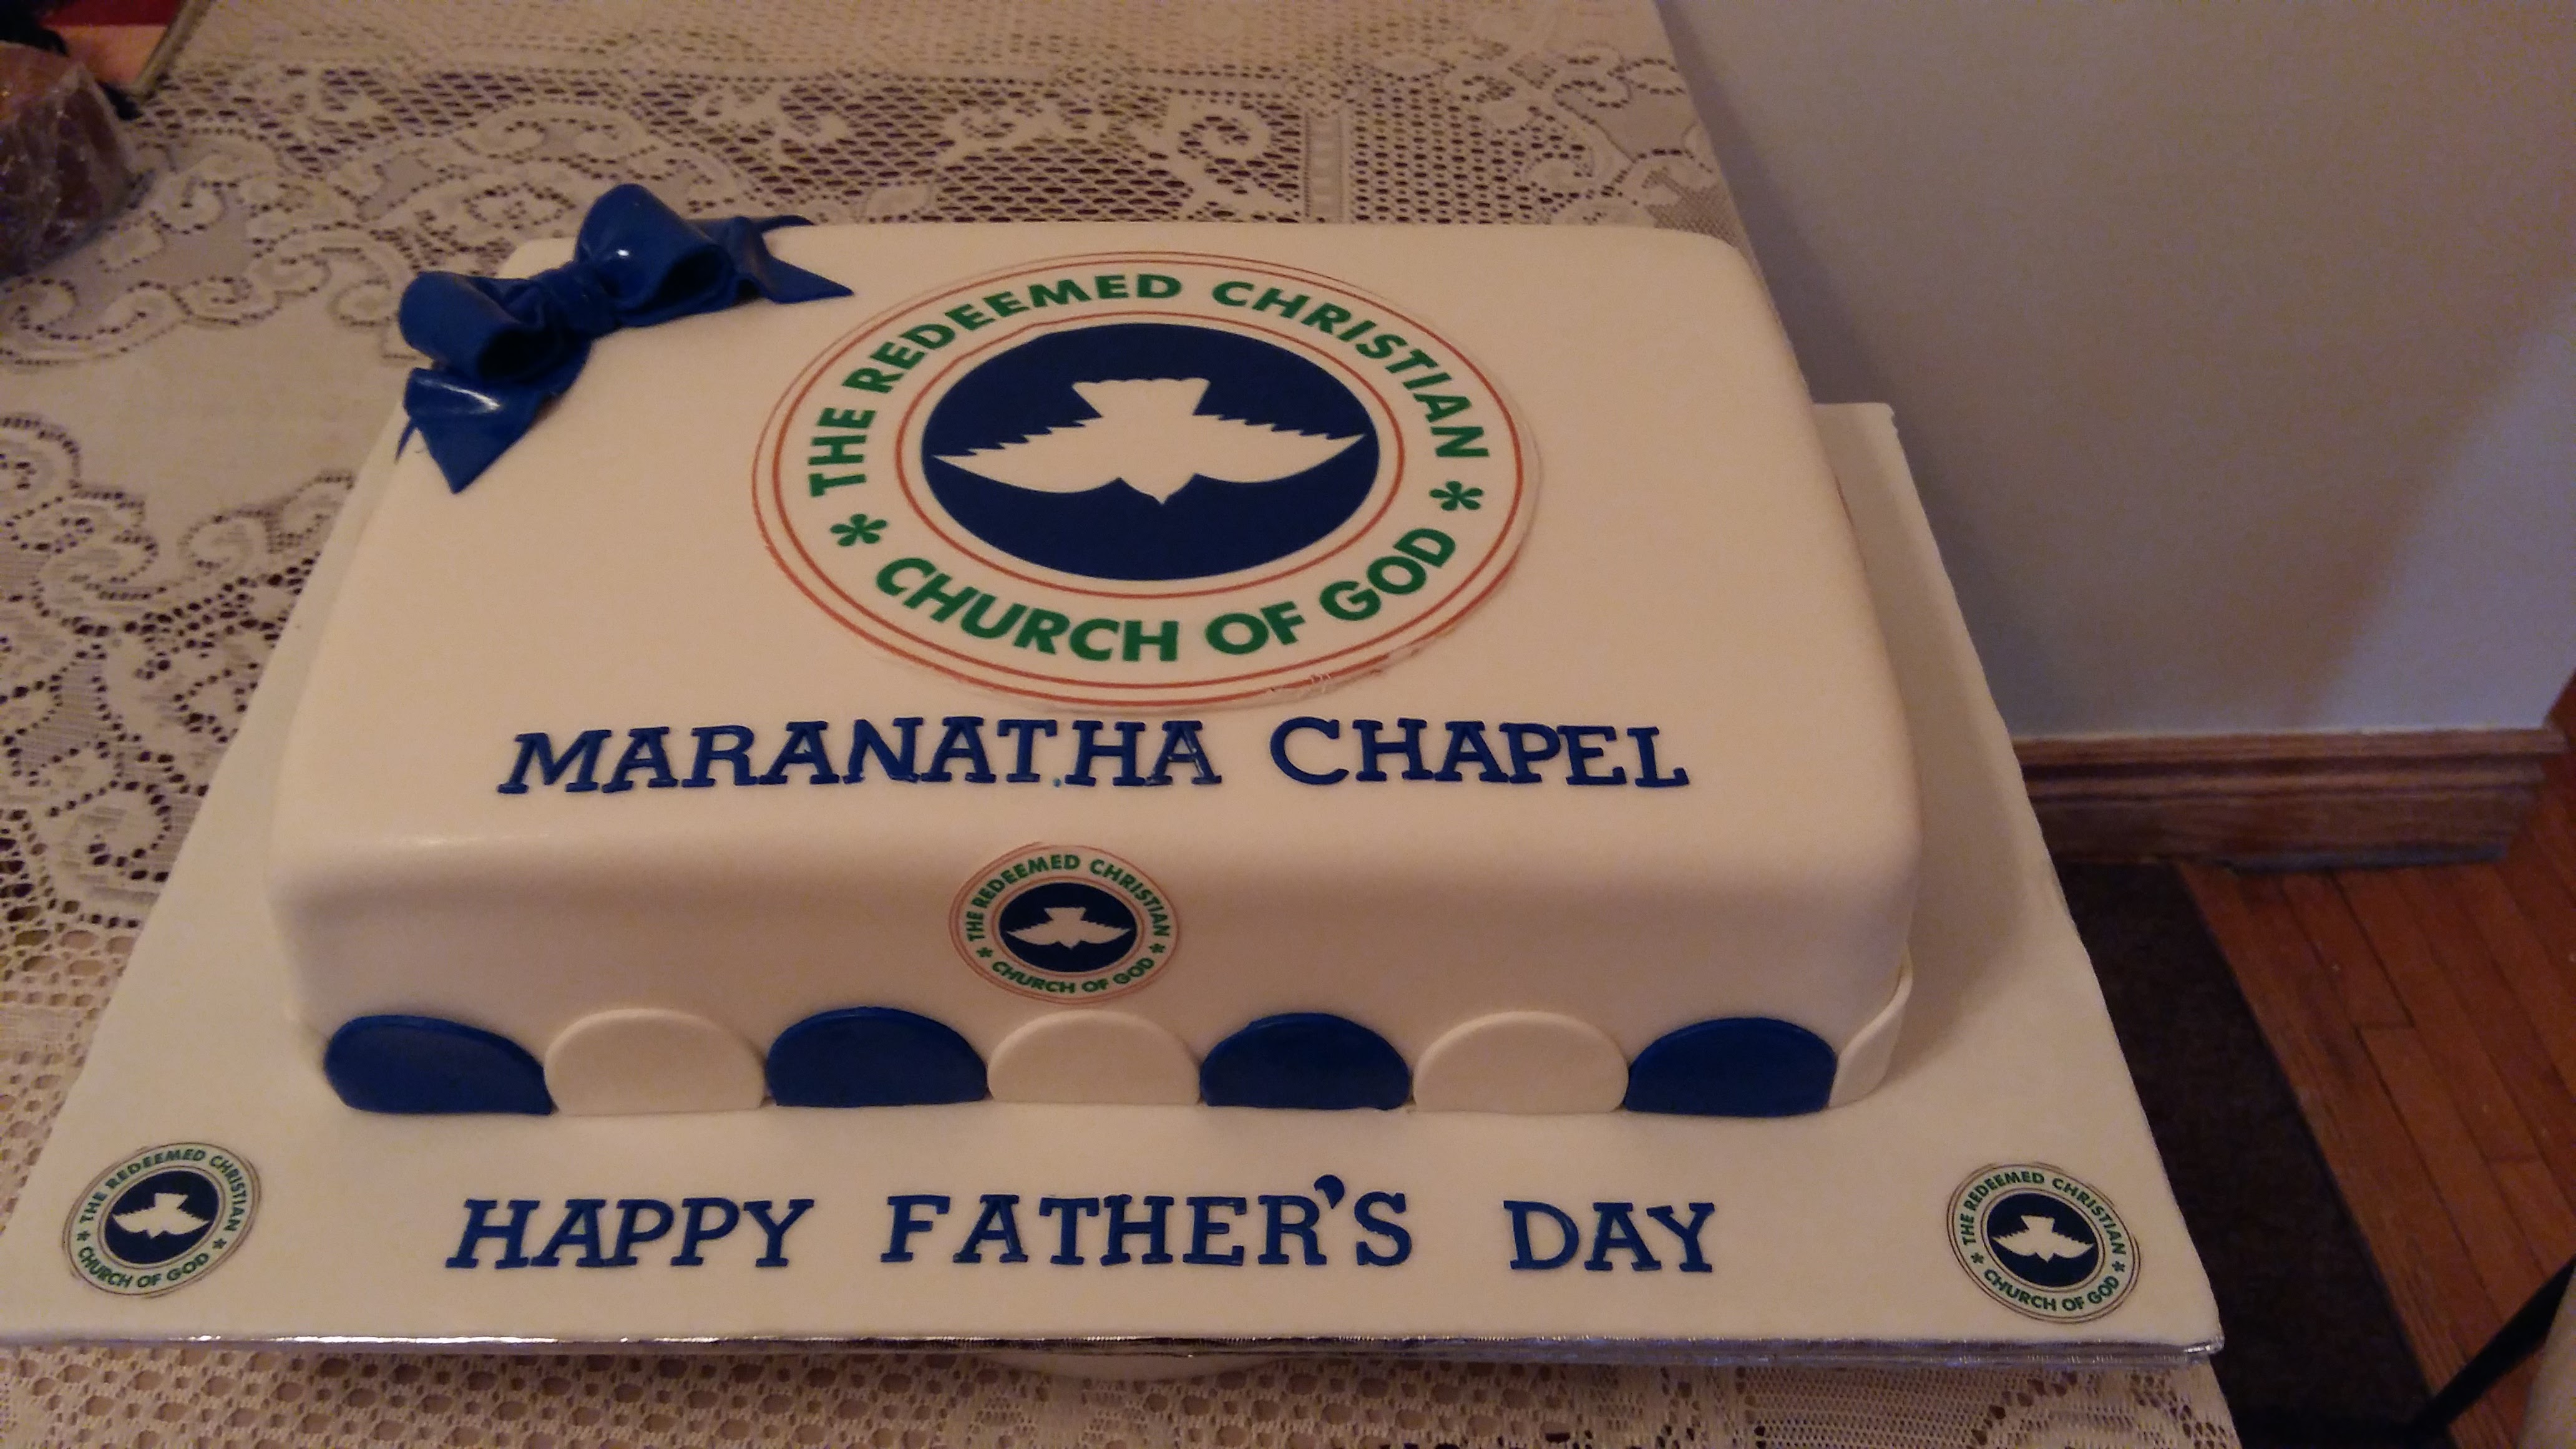 THE REDEEMED CHRISTIAN
* CHURCH OF GOD *
MARANATHA CHAPEL
THE REDEEMED CHRISTIAN
* CHURCH OF GOD *
HAPPY FATHER'S DAY
THE REDEEMED CHRISTIAN
* CHURCH OF GOD *
THE REDEEMED CHRISTIAN
* CHURCH OF GOD *